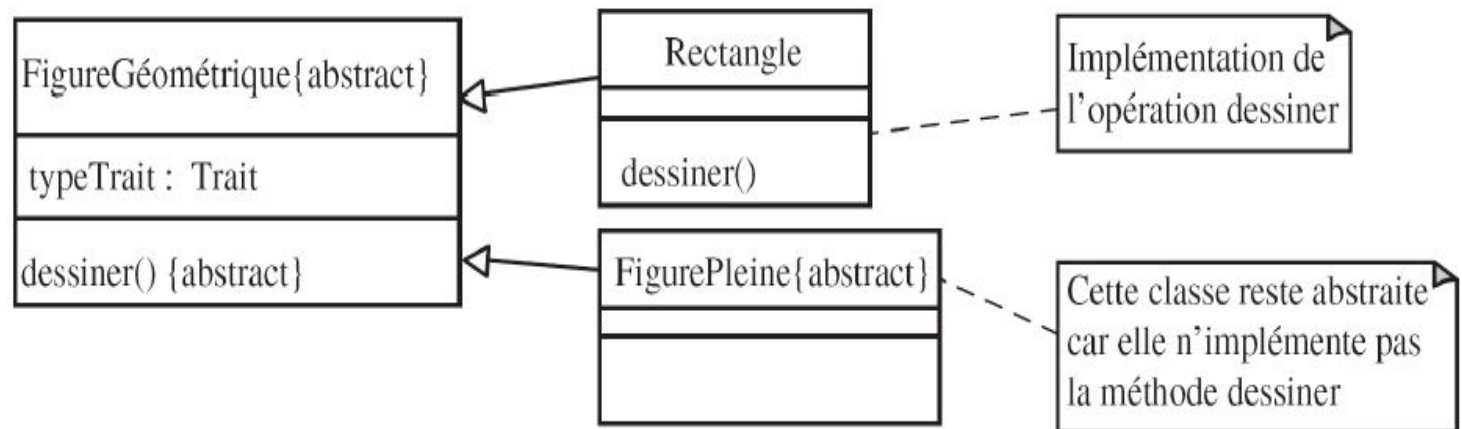 FigureGéométrique{abstract}
typeTrait : Trait
dessiner() {abstract}
Rectangle
dessiner()
Implémentation de
l’opération dessiner
FigurePleine{abstract}
Cette classe reste abstraite
car elle n’implémente pas
la méthode dessiner